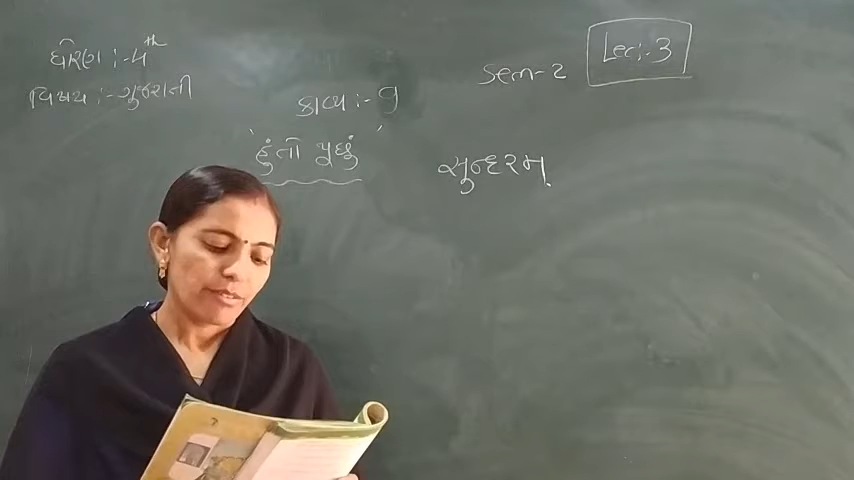 ધોરણ :- 4th
વિષય :- ગુજરાતી
કાવ્ય :- 9
Sem-2
Lec:- 3
'હું તો પૂછું'
સુન્દરમ્